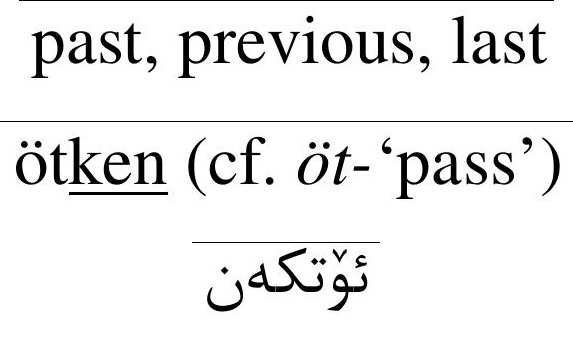 past, previous, last
ötken (cf. öt- ‘pass’)
ئۆتكەن